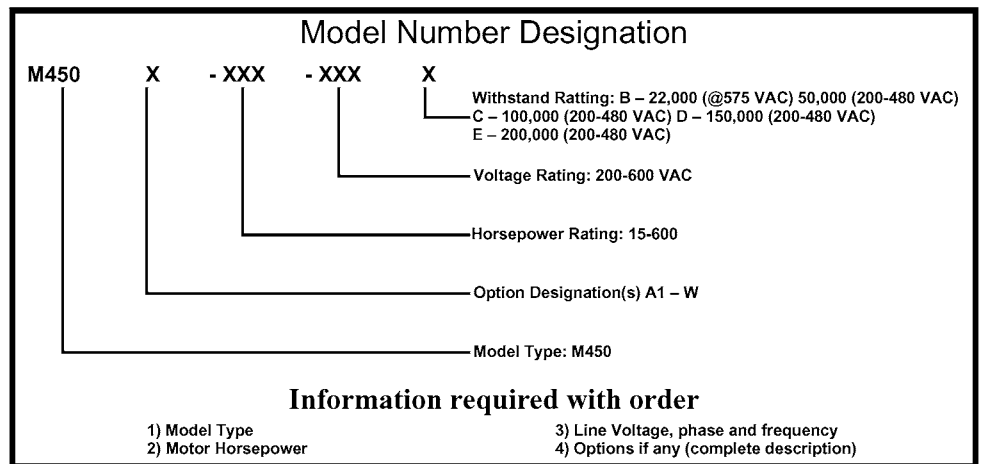 Model Number Designation
M450 X - XXX - XXX X
Withstand Ratting: B – 22,000 (@575 VAC) 50,000 (200-480 VAC)
C – 100,000 (200-480 VAC) D – 150,000 (200-480 VAC)
E – 200,000 (200-480 VAC)
Voltage Rating: 200-600 VAC
Horsepower Rating: 15-600
Option Designation(s) A1 – W
Model Type: M450
Information required with order
1) Model Type
2) Motor Horsepower
3) Line Voltage, phase and frequency
4) Options if any (complete description)